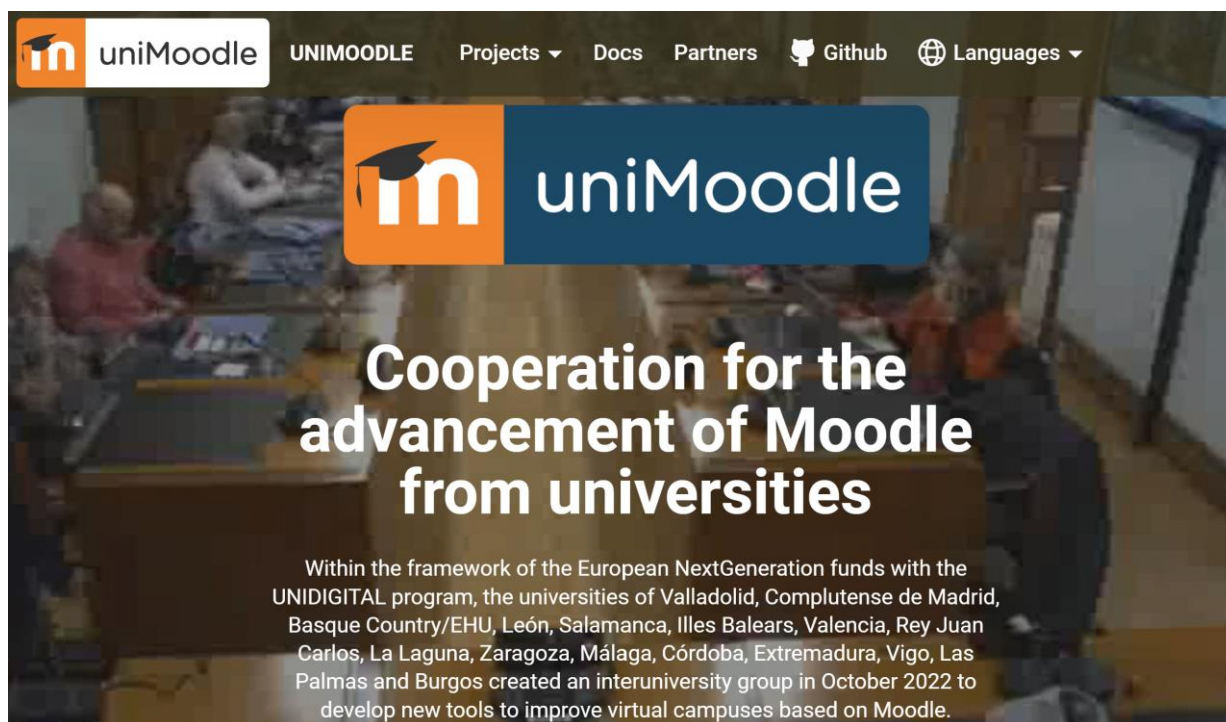 m uniMoodle UNIMOODLE Projects Docs Partners Github Languages
m uniMoodle
Cooperation for the
advancement of Moodle
from universities
Within the framework of the European NextGeneration funds with the
UNIDIGITAL program, the universities of Valladolid, Complutense de Madrid,
Basque Country/EHU, León, Salamanca, Illes Balears, Valencia, Rey Juan
Carlos, La Laguna, Zaragoza, Málaga, Córdoba, Extremadura, Vigo, Las
Palmas and Burgos created an interuniversity group in October 2022 to
develop new tools to improve virtual campuses based on Moodle.